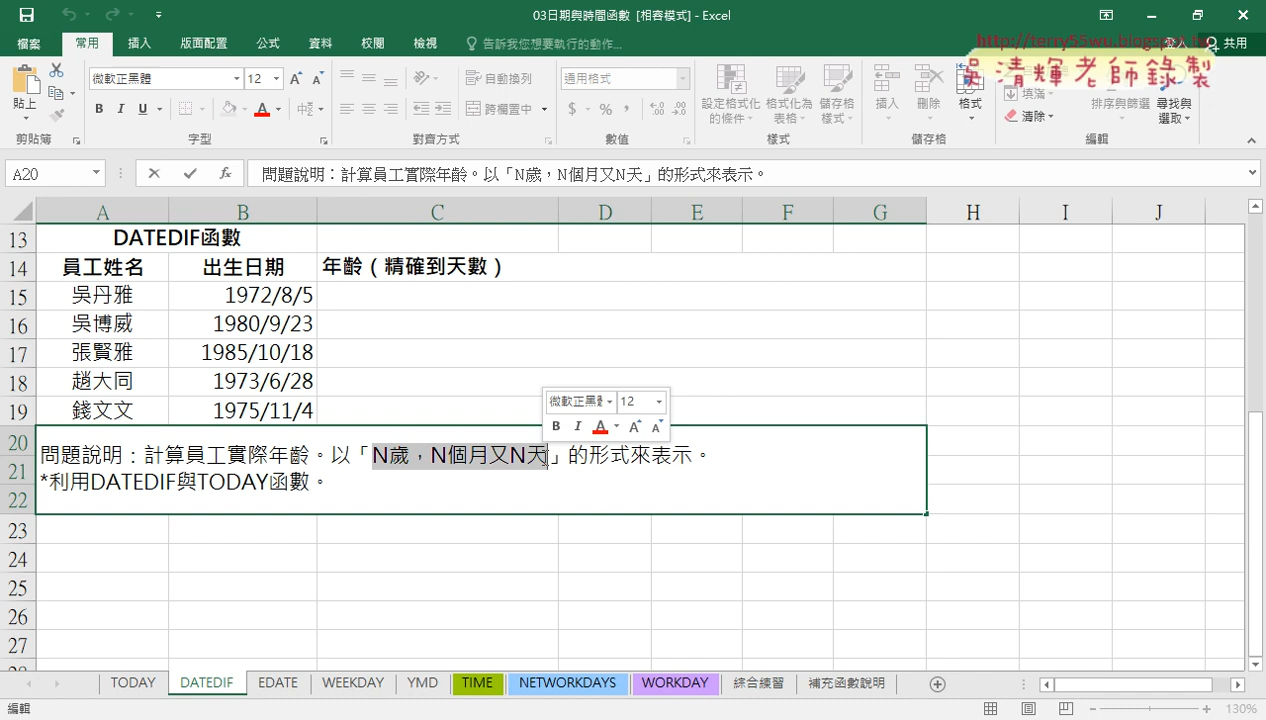 03日期與時間函數 [相容模式] - Excel
檔案 常用 插入 版面配置 公式 資料 校閱 檢視 告訴我您想要執行的動作... 登入 共用
http://terry55wu.blogspot.tw
吳清輝老師錄製
貼上 微軟正黑體 12 自動換列 通用格式 設定格式化的條件 格式化為表格 儲存格樣式 插入 刪除 格式 填滿 清除 排序與篩選 尋找與選取
B I U 中ㄓ 跨欄置中 $ % ,
剪貼簿 字型 對齊方式 數值 樣式 儲存格 編輯
A20 fx 問題說明：計算員工實際年齡。以「N歲，N個月又N天」的形式來表示。
A B C D E F G H I J
13 DATEDIF函數
14 員工姓名 出生日期 年齡（精確到天數）
15 吳丹雅 1972/8/5
16 吳博威 1980/9/23
17 張賢雅 1985/10/18
18 趙大同 1973/6/28
19 錢文文 1975/11/4
微軟正黑體 12
B I A A A
20 問題說明：計算員工實際年齡。以「N歲，N個月又N天」的形式來表示。
21 *利用DATEDIF與TODAY函數。
22
23
24
25
26
27
28
TODAY DATEDIF EDATE WEEKDAY YMD TIME NETWORKDAYS WORKDAY 綜合練習 補充函數說明
編輯 130%